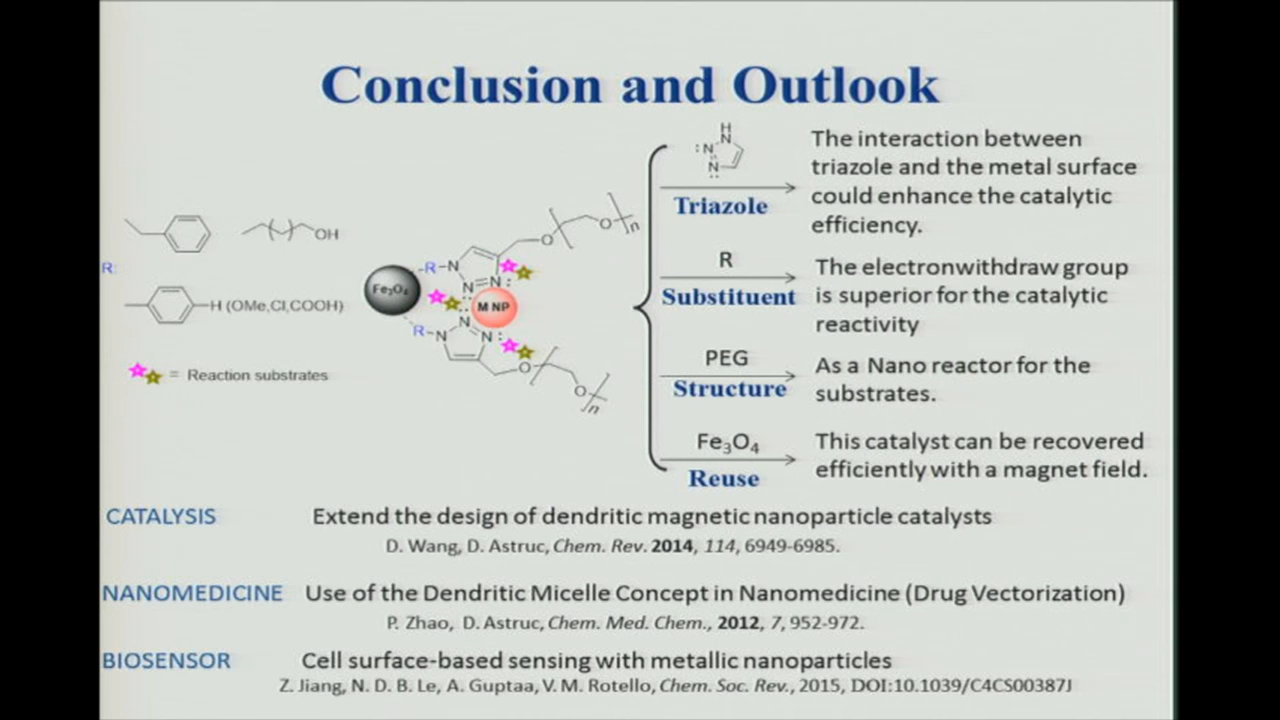 Conclusion and Outlook
H
N
:N
N
..
Triazole
The interaction between
triazole and the metal surface
could enhance the catalytic
efficiency.
R
Substituent
The electronwithdraw group
is superior for the catalytic
reactivity
PEG
Structure
As a Nano reactor for the
substrates.
Fe3O4
Reuse
This catalyst can be recovered
efficiently with a magnet field.
R:
OH
H (OMe,Cl,COOH)
= Reaction substrates
Fe3O4
R-N
N=N:
M NP
R-N
N
N:
O
O
n
O
O
n
CATALYSIS Extend the design of dendritic magnetic nanoparticle catalysts
D. Wang, D. Astruc, Chem. Rev. 2014, 114, 6949-6985.
NANOMEDICINE Use of the Dendritic Micelle Concept in Nanomedicine (Drug Vectorization)
P. Zhao, D. Astruc, Chem. Med. Chem., 2012, 7, 952-972.
BIOSENSOR Cell surface-based sensing with metallic nanoparticles
Z. Jiang, N. D. B. Le, A. Guptaa, V. M. Rotello, Chem. Soc. Rev., 2015, DOI:10.1039/C4CS00387J